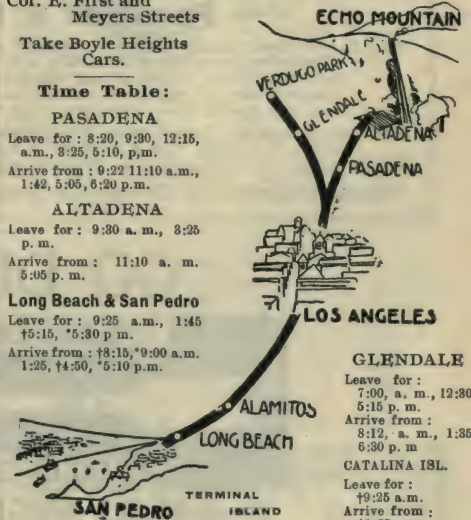 Cor. E. First and
Meyers Streets
Take Boyle Heights
Cars.
Time Table:
PASADENA
Leave for: 8:20, 9:30, 12:15,
a.m., 3:25, 5:10, p,m.
Arrive from: 9:22 11:10 a.m.,
1:42, 5:05, 6:20 p.m.
ALTADENA
Leave for: 9:30 a. m., 3:25
p. m.
Arrive from: 11:10 a. m.
5:05 p. m.
Long Beach & San Pedro
Leave for: 9:25 a.m., 1:45
†5:15, *5:30 p m.
Arrive from: †8:15,*9:00 a.m.
1:25, †4:50, *5:10 p.m.
ECHO MOUNTAIN
VERDUGO PARK
GLENDALE
ALTADENA
PASADENA
LOS ANGELES
ALAMITOS
LONG BEACH
TERMINAL
ISLAND
SAN PEDRO
GLENDALE
Leave for:
7:00, a. m., 12:30
5:15 p. m.
Arrive from:
8:12, a. m., 1:35
6:30 p. m
CATALINA ISL.
Leave for:
†9:25 a.m.
Arrive from: